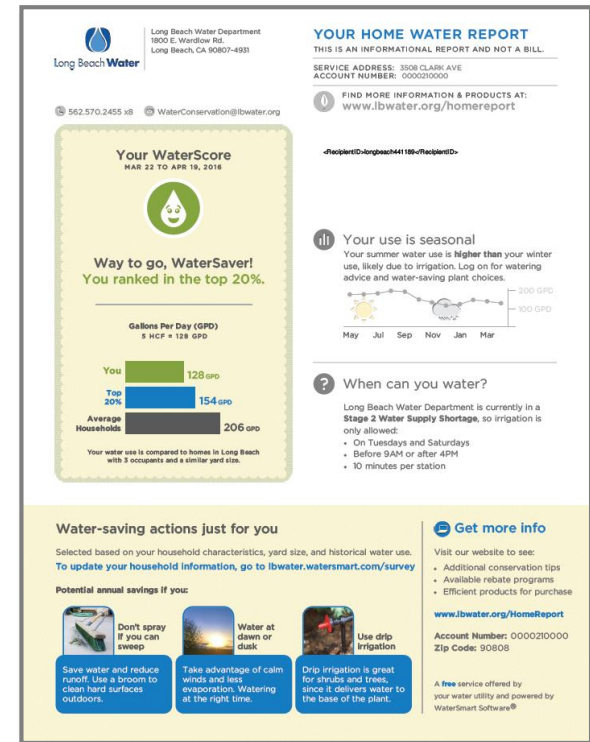 Long Beach Water
Long Beach Water Department
1800 E. Wardlow Rd.
Long Beach, CA 90807-4931
562.570.2455 x8 WaterConservation@lbwater.org
YOUR HOME WATER REPORT
THIS IS AN INFORMATIONAL REPORT AND NOT A BILL.
SERVICE ADDRESS: 3508 CLARK AVE
ACCOUNT NUMBER: 0000210000
FIND MORE INFORMATION & PRODUCTS AT:
www.lbwater.org/homereport
<RecipientID>longbeach441189</RecipientID>
Your WaterScore
MAR 22 TO APR 19, 2016
Way to go, WaterSaver!
You ranked in the top 20%.
Gallons Per Day (GPD)
5 HCF = 128 GPD
You
128 GPD
Top
20%
154 GPD
Average
Households
206 GPD
Your water use is compared to homes in Long Beach
with 3 occupants and a similar yard size.
Your use is seasonal
Your summer water use is higher than your winter
use, likely due to irrigation. Log on for watering
advice and water-saving plant choices.
200 GPD
100 GPD
May Jul Sep Nov Jan Mar
?
When can you water?
Long Beach Water Department is currently in a
Stage 2 Water Supply Shortage, so irrigation is
only allowed:
• On Tuesdays and Saturdays
• Before 9AM or after 4PM
• 10 minutes per station
Water-saving actions just for you
Selected based on your household characteristics, yard size, and historical water use.
To update your household information, go to lbwater.watersmart.com/survey
Potential annual savings if you:
Don't spray
if you can
sweep
Save water and reduce
runoff. Use a broom to
clean hard surfaces
outdoors.
Water at
dawn or
dusk
Take advantage of calm
winds and less
evaporation. Watering
at the right time.
Use drip
irrigation
Drip irrigation is great
for shrubs and trees,
since it delivers water to
the base of the plant.
Get more info
Visit our website to see:
• Additional conservation tips
• Available rebate programs
• Efficient products for purchase
www.lbwater.org/HomeReport
Account Number: 0000210000
Zip Code: 90808
A free service offered by
your water utility and powered by
WaterSmart Software®